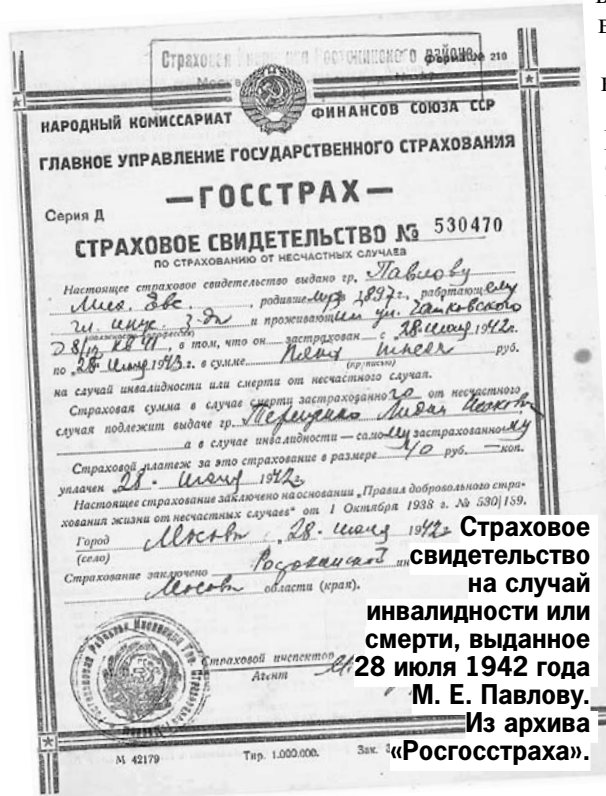 Страховая Инспекция Ростокинского района
Форма № 210
НАРОДНЫЙ КОМИССАРИАТ ФИНАНСОВ СОЮЗА ССР
ГЛАВНОЕ УПРАВЛЕНИЕ ГОСУДАРСТВЕННОГО СТРАХОВАНИЯ
—ГОССТРАХ—
Серия Д
СТРАХОВОЕ СВИДЕТЕЛЬСТВО № 530470
ПО СТРАХОВАНИЮ ОТ НЕСЧАСТНЫХ СЛУЧАЕВ
Настоящее страховое свидетельство выдано гр. Павлову
родивше 1897 г., работающ
и проживающ ул.
в том, что он застрахован с „28 июля 1942 г.
по „28 июля 1943 г. в сумме Пять тысяч руб.
(прописью)
на случай инвалидности или смерти от несчастного случая.
Страховая сумма в случае смерти застрахованного от несчастного
случая подлежит выдаче гр.
а в случае инвалидности — самому застрахованному
Страховой платеж за это страхование в размере 40 руб. — коп.
уплачен „28 июля 1942 г.
Настоящее страхование заключено на основании „Правил добровольного стра-
хования жизни от несчастных случаев" от 1 Октября 1938 г. № 530/159.
Город Москва „28 июля 1942 г.
(село)
Страхование заключено
области (края).
Страховой инспектор
Агент
М 42179 Тир. 1.000.000. Зак.
Страховое
свидетельство
на случай
инвалидности или
смерти, выданное
28 июля 1942 года
М. Е. Павлову.
Из архива
«Росгосстраха».